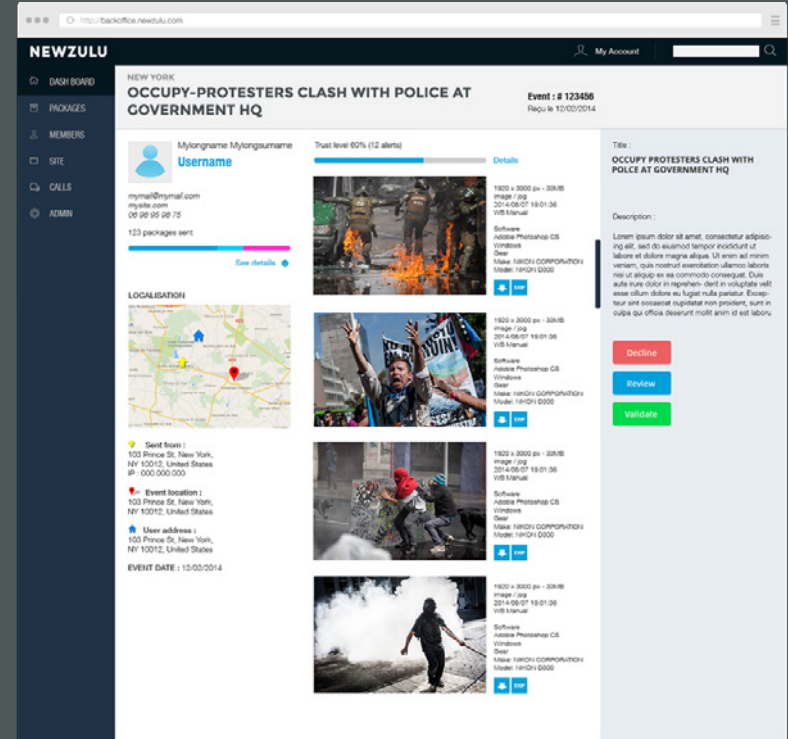 http://backoffice.newzulu.com
NEWZULU
My Account
DASH BOARD
PACKAGES
MEMBERS
SITE
CALLS
ADMIN
NEW YORK
OCCUPY-PROTESTERS CLASH WITH POLICE AT
GOVERNMENT HQ
Event : # 123456
Reçu le 12/02/2014
Mylongname Mylongsurname
Username
mymail@mymail.com
mysite.com
06 98 95 98 75
123 packages sent
See details
LOCALISATION
Sent from :
103 Prince St, New York,
NY 10012, United States
IP : 000.000.000
Event location :
103 Prince St, New York,
NY 10012, United States
User address :
103 Prince St, New York,
NY 10012, United States
EVENT DATE : 12/02/2014
Trust level 60% (12 alerts)
Details
1920 x 3000 px - 33MB
image / jpg
2014/06/07 19:01:36
WB Manual
Software
Adobe Photoshop CS
Windows
Gear
Make: NIKON CORPORATION
Model: NIKON D300
EXIF
1920 x 3000 px - 33MB
image / jpg
2014/06/07 19:01:36
WB Manual
Software
Adobe Photoshop CS
Windows
Gear
Make: NIKON CORPORATION
Model: NIKON D300
EXIF
1920 x 3000 px - 33MB
image / jpg
2014/06/07 19:01:36
WB Manual
Software
Adobe Photoshop CS
Windows
Gear
Make: NIKON CORPORATION
Model: NIKON D300
EXIF
1920 x 3000 px - 33MB
image / jpg
2014/06/07 19:01:36
WB Manual
Software
Adobe Photoshop CS
Windows
Gear
Make: NIKON CORPORATION
Model: NIKON D300
EXIF
Title :
OCCUPY PROTESTERS CLASH WITH
POLCE AT GOVERNMENT HQ
Description :
Lorem ipsum dolor sit amet, consectetur adipisic-
ing elit, sed do eiusmod tempor incididunt ut
labore et dolore magna aliqua. Ut enim ad minim
veniam, quis nostrud exercitation ullamco laboris
nisi ut aliquip ex ea commodo consequat. Duis
aute irure dolor in reprehen- derit in voluptate velit
esse cillum dolore eu fugiat nulla pariatur. Excep-
teur sint occaecat cupidatat non proident, sunt in
culpa qui officia deserunt mollit anim id est laboru
Decline
Review
Validate